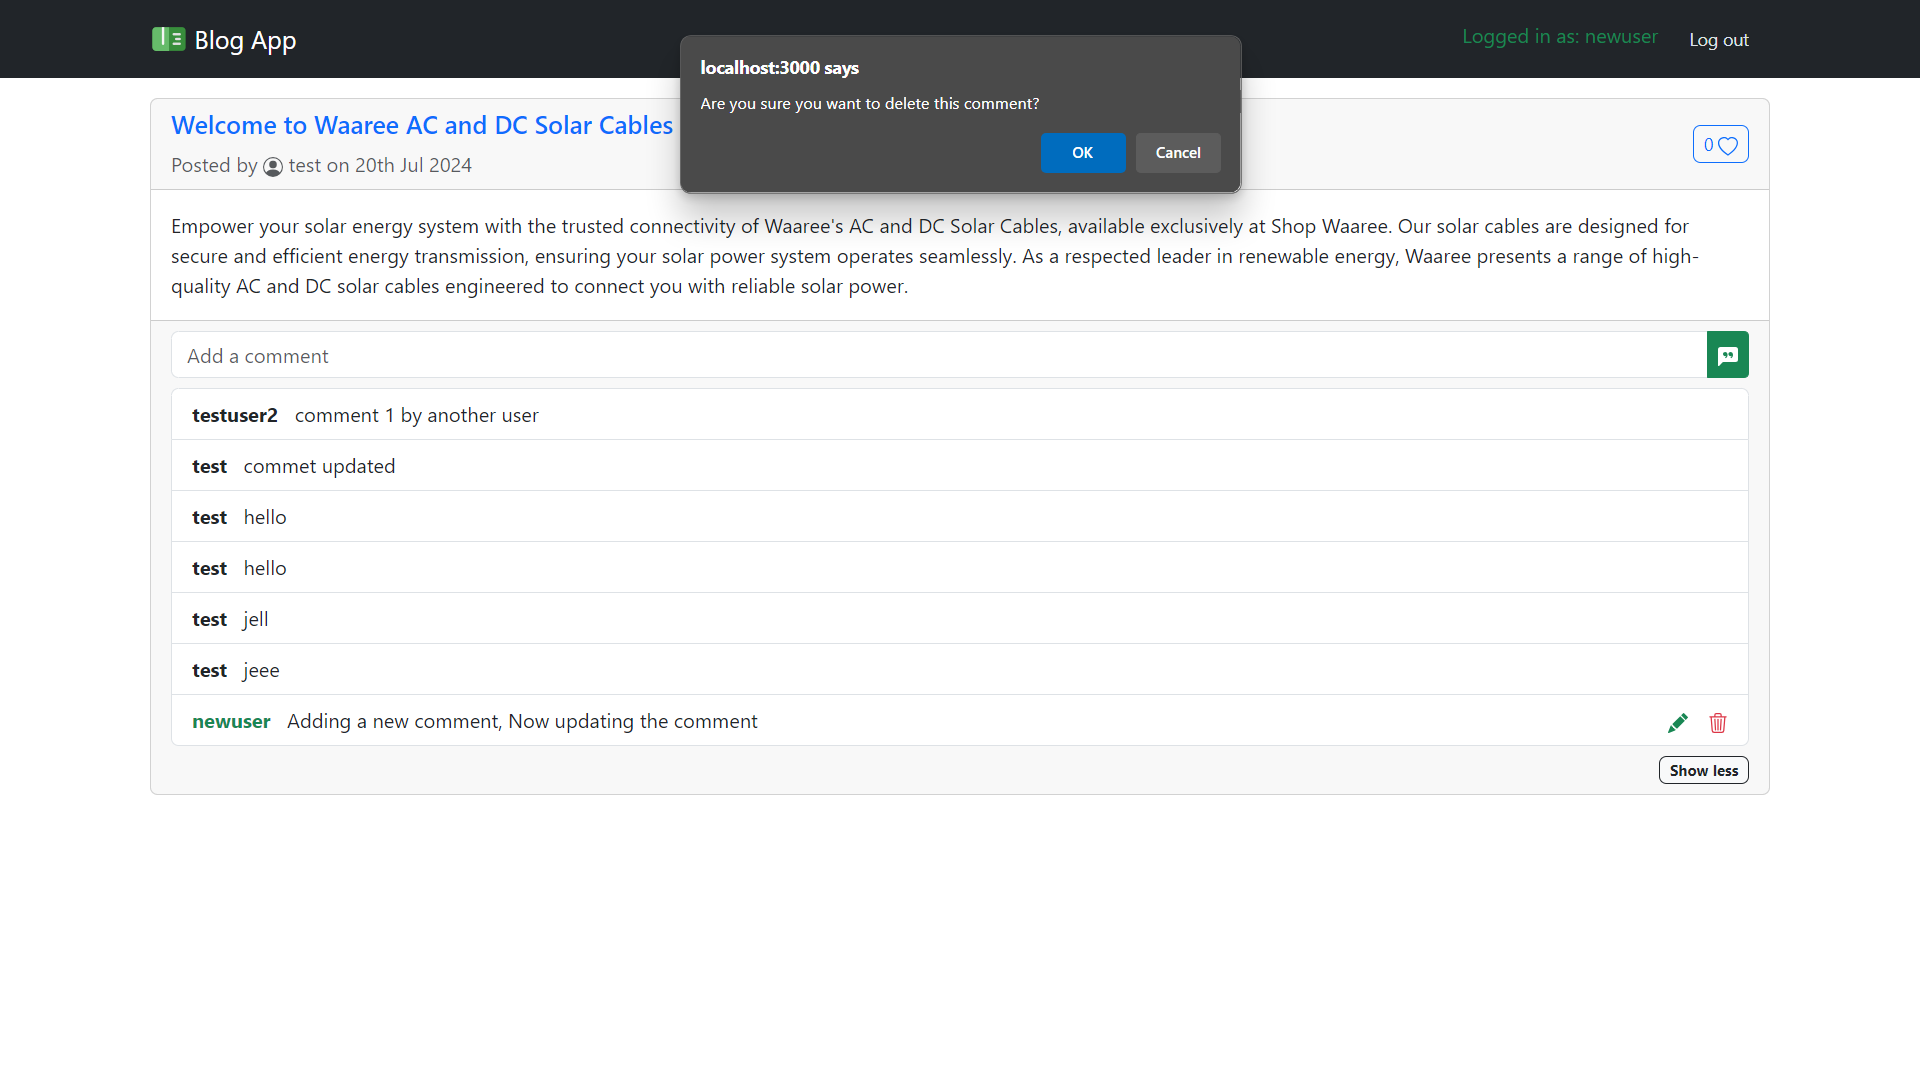 Blog App
Logged in as: newuser
Log out
localhost:3000 says
Are you sure you want to delete this comment?
OK
Cancel
Welcome to Waaree AC and DC Solar Cables
Posted by test on 20th Jul 2024
0
Empower your solar energy system with the trusted connectivity of Waaree's AC and DC Solar Cables, available exclusively at Shop Waaree. Our solar cables are designed for
secure and efficient energy transmission, ensuring your solar power system operates seamlessly. As a respected leader in renewable energy, Waaree presents a range of high-
quality AC and DC solar cables engineered to connect you with reliable solar power.
Add a comment
testuser2 comment 1 by another user
test commet updated
test hello
test hello
test jell
test jeee
newuser Adding a new comment, Now updating the comment
Show less